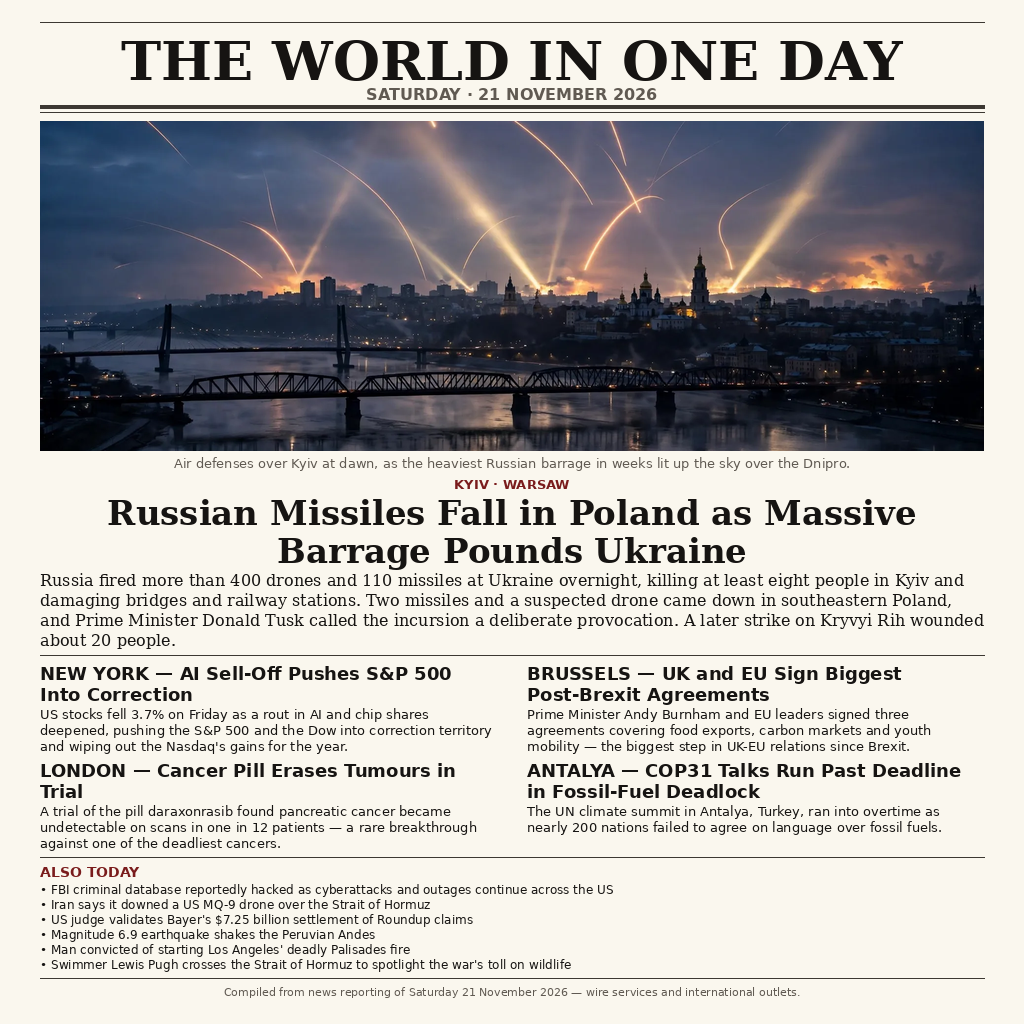 THE WORLD IN ONE DAY
SATURDAY · 21 NOVEMBER 2026
Air defenses over Kyiv at dawn, as the heaviest Russian barrage in weeks lit up the sky over the Dnipro.
KYIV · WARSAW
Russian Missiles Fall in Poland as Massive
Barrage Pounds Ukraine
Russia fired more than 400 drones and 110 missiles at Ukraine overnight, killing at least eight people in Kyiv and
damaging bridges and railway stations. Two missiles and a suspected drone came down in southeastern Poland,
and Prime Minister Donald Tusk called the incursion a deliberate provocation. A later strike on Kryvyi Rih wounded
about 20 people.
NEW YORK — AI Sell-Off Pushes S&P 500
Into Correction
US stocks fell 3.7% on Friday as a rout in AI and chip shares
deepened, pushing the S&P 500 and the Dow into correction territory
and wiping out the Nasdaq's gains for the year.
BRUSSELS — UK and EU Sign Biggest
Post-Brexit Agreements
Prime Minister Andy Burnham and EU leaders signed three
agreements covering food exports, carbon markets and youth
mobility — the biggest step in UK-EU relations since Brexit.
LONDON — Cancer Pill Erases Tumours in
Trial
A trial of the pill daraxonrasib found pancreatic cancer became
undetectable on scans in one in 12 patients — a rare breakthrough
against one of the deadliest cancers.
ANTALYA — COP31 Talks Run Past Deadline
in Fossil-Fuel Deadlock
The UN climate summit in Antalya, Turkey, ran into overtime as
nearly 200 nations failed to agree on language over fossil fuels.
ALSO TODAY
• FBI criminal database reportedly hacked as cyberattacks and outages continue across the US
• Iran says it downed a US MQ-9 drone over the Strait of Hormuz
• US judge validates Bayer's $7.25 billion settlement of Roundup claims
• Magnitude 6.9 earthquake shakes the Peruvian Andes
• Man convicted of starting Los Angeles' deadly Palisades fire
• Swimmer Lewis Pugh crosses the Strait of Hormuz to spotlight the war's toll on wildlife
Compiled from news reporting of Saturday 21 November 2026 — wire services and international outlets.